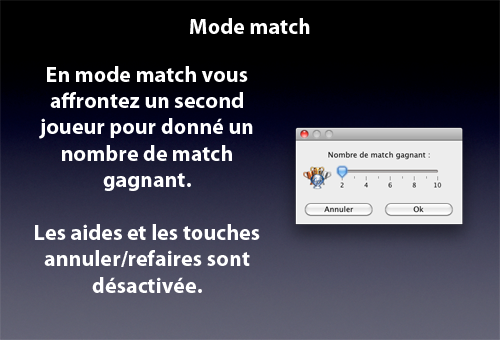 Mode match
En mode match vous
affrontez un second
joueur pour donné un
nombre de match
gagnant.
Les aides et les touches
annuler/refaires sont
désactivée.
Nombre de match gagnant :
2 4 6 8 10
Annuler Ok